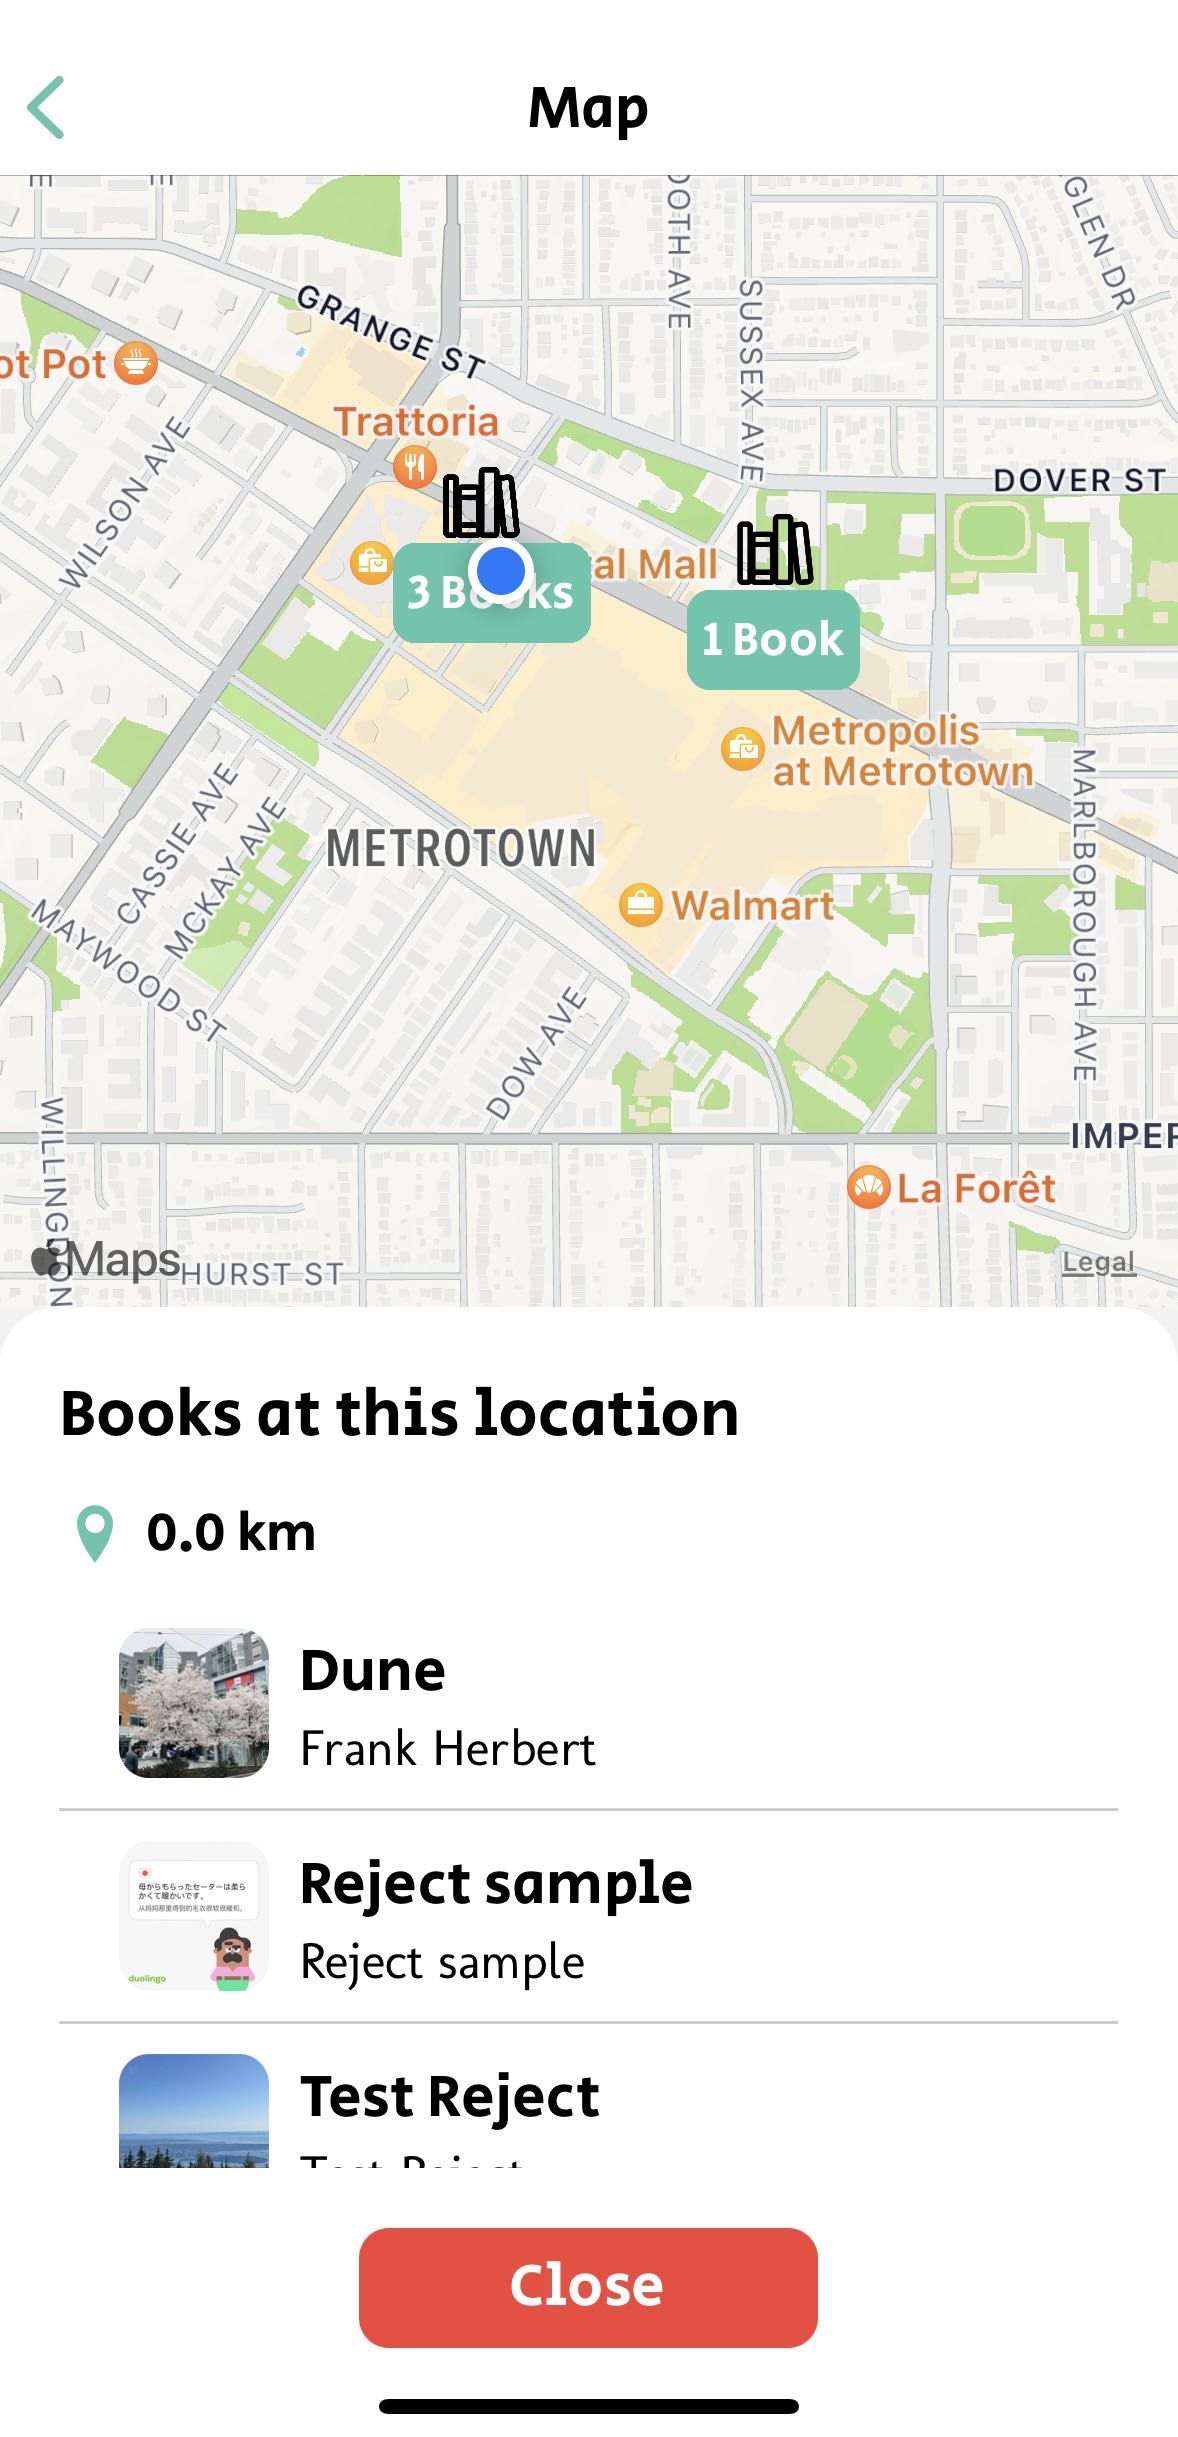 Map
OOTH AVE
GLEN DR
SUSSEX AVE
GRANGE ST
ot Pot
Trattoria
WILSON AVE
DOVER ST
al Mall
3 Books
1 Book
Metropolis
at Metrotown
MARLBOROUGH AVE
CASSIE AVE
MCKAY AVE
METROTOWN
Walmart
MAYWOOD ST
DOW AVE
WILLINGDON
IMPER
La Forêt
Maps
HURST ST
Legal
Books at this location
0.0 km
Dune
Frank Herbert
母からもらったセーターは柔ら
かくて暖かいです。
从妈妈那里得到的毛衣很软很暖和。
duolingo
Reject sample
Reject sample
Test Reject
Test Reject
Close